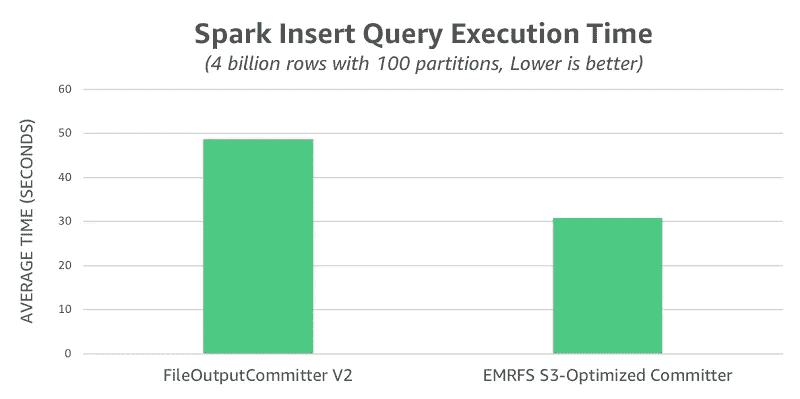 Spark Insert Query Execution Time
(4 billion rows with 100 partitions, Lower is better)
AVERAGE TIME (SECONDS)
60
50
40
30
20
10
0
FileOutputCommitter V2
EMRFS S3-Optimized Committer